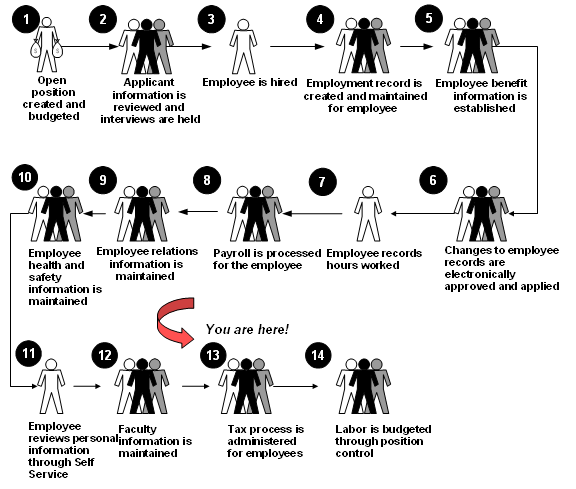 1
2
3
4
5
$ $
Open
position
created and
budgeted
Applicant
information is
reviewed and
interviews are held
Employee is hired
Employment record is
created and maintained
for employee
Employee benefit
information is
established
10
9
8
7
6
Employee
health and
safety
information is
maintained
Employee relations
information is
maintained
Payroll is processed
for the employee
Employee records
hours worked
Changes to employee
records are
electronically
approved and applied
You are here!
11
12
13
14
Employee
reviews personal
information
through Self
Service
Faculty
information is
maintained
Tax process is
administered
for employees
Labor is budgeted
through position
control